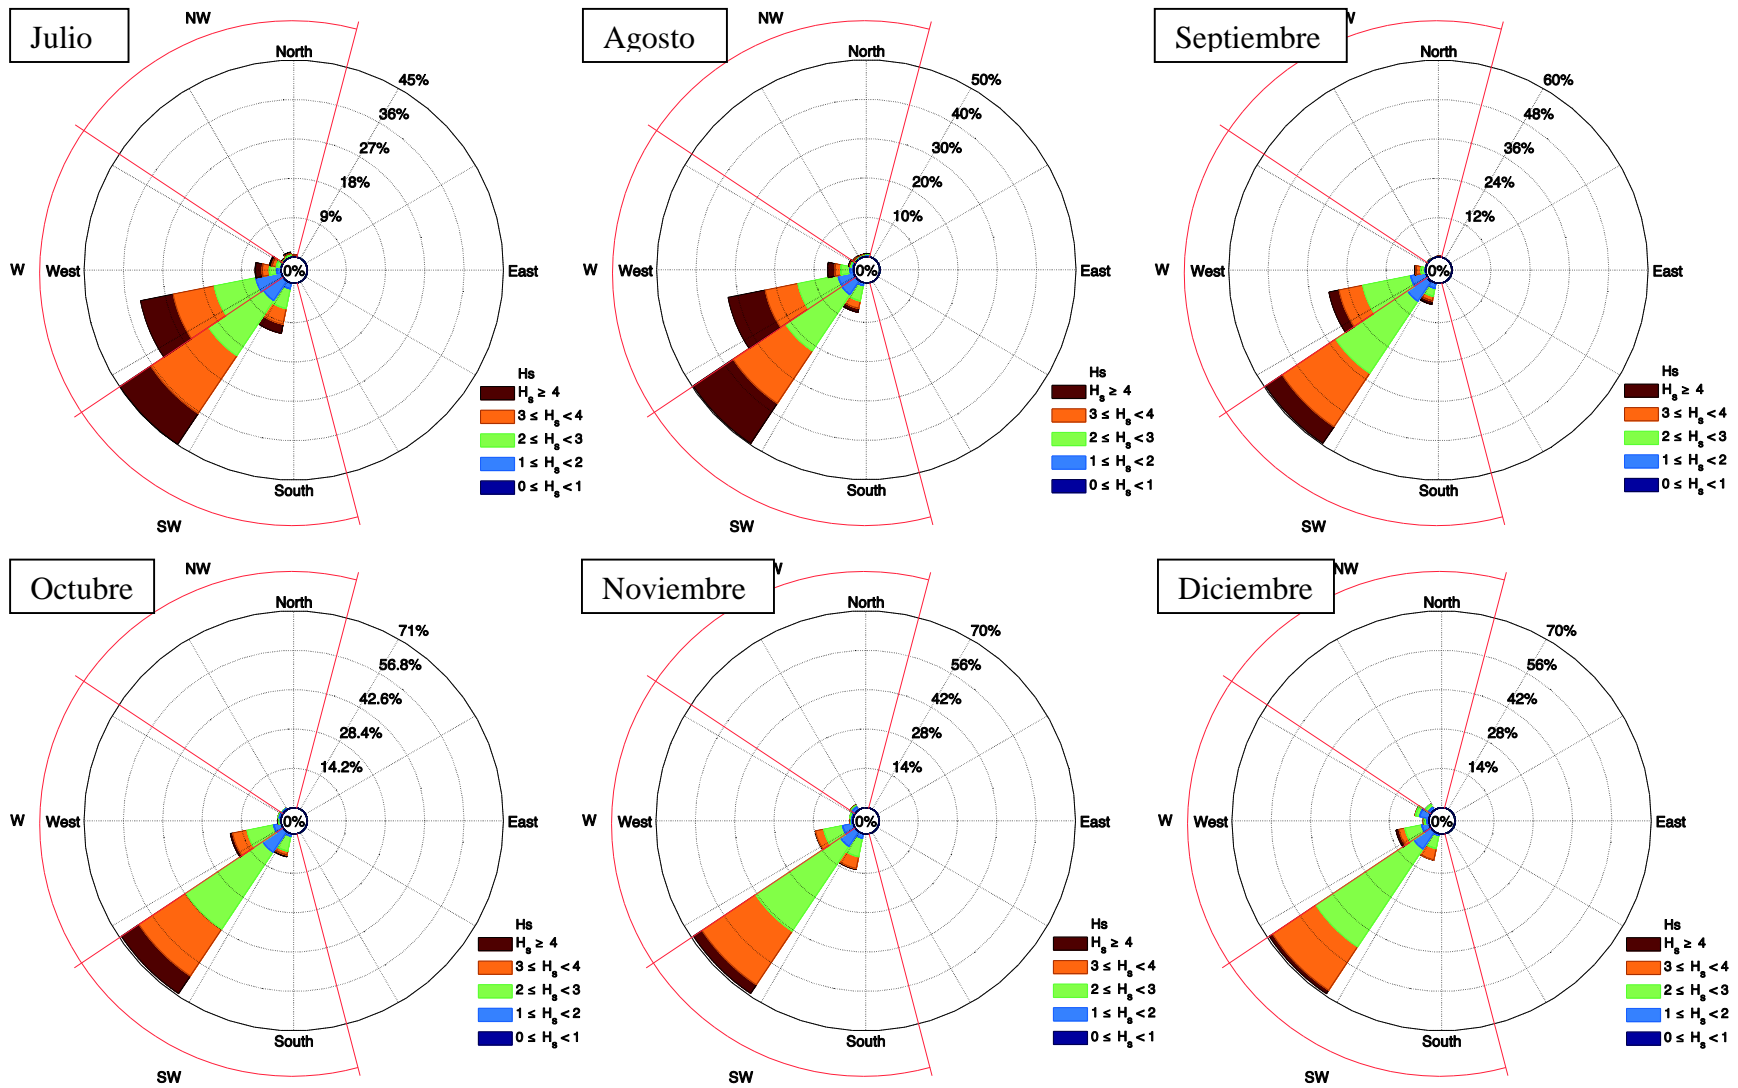 Julio
NW
North
45%
36%
27%
18%
9%
0%
W
West
East
South
SW
Hs
Hs ≥ 4
3 ≤ Hs < 4
2 ≤ Hs < 3
1 ≤ Hs < 2
0 ≤ Hs < 1
Agosto
NW
North
50%
40%
30%
20%
10%
0%
W
West
East
South
SW
Hs
Hs ≥ 4
3 ≤ Hs < 4
2 ≤ Hs < 3
1 ≤ Hs < 2
0 ≤ Hs < 1
Septiembre
North
60%
48%
36%
24%
12%
0%
W
West
East
South
SW
Hs
Hs ≥ 4
3 ≤ Hs < 4
2 ≤ Hs < 3
1 ≤ Hs < 2
0 ≤ Hs < 1
Octubre
NW
North
71%
56.8%
42.6%
28.4%
14.2%
0%
W
West
East
South
SW
Hs
Hs ≥ 4
3 ≤ Hs < 4
2 ≤ Hs < 3
1 ≤ Hs < 2
0 ≤ Hs < 1
Noviembre
North
70%
56%
42%
28%
14%
0%
W
West
East
South
SW
Hs
Hs ≥ 4
3 ≤ Hs < 4
2 ≤ Hs < 3
1 ≤ Hs < 2
0 ≤ Hs < 1
Diciembre
NW
North
70%
56%
42%
28%
14%
0%
W
West
East
South
SW
Hs
Hs ≥ 4
3 ≤ Hs < 4
2 ≤ Hs < 3
1 ≤ Hs < 2
0 ≤ Hs < 1